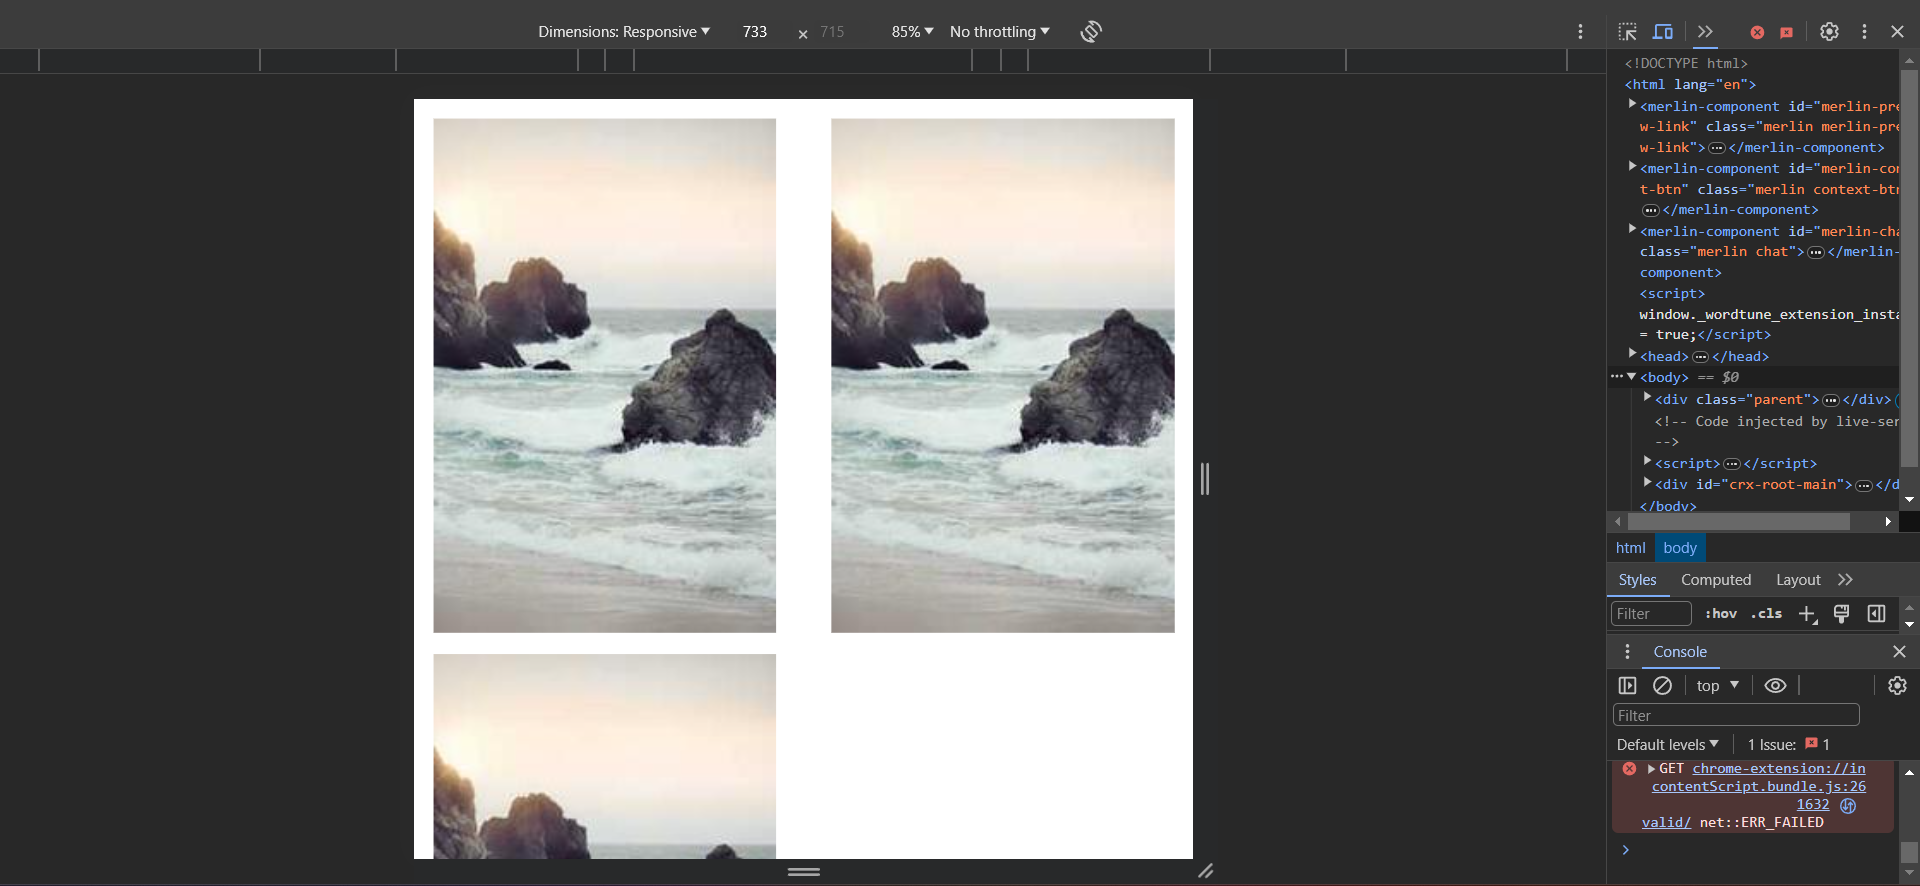 Dimensions: Responsive ▼ 733 × 715 85% ▼ No throttling ▼
<!DOCTYPE html>
<html lang="en">
<merlin-component id="merlin-pre
w-link" class="merlin merlin-pre
w-link">…</merlin-component>
<merlin-component id="merlin-con
t-btn" class="merlin context-btn
…</merlin-component>
<merlin-component id="merlin-cha
class="merlin chat">…</merlin-
component>
<script>
window._wordtune_extension_insta
= true;</script>
<head>…</head>
<body> == $0
<div class="parent">…</div>
<!-- Code injected by live-ser
-->
<script>…</script>
<div id="crx-root-main">…</d
</body>
html body
Styles Computed Layout
Filter :hov .cls
Console
top ▼
Filter
Default levels ▼ 1 Issue: 1
GET chrome-extension://in
contentScript.bundle.js:26
1632
valid/ net::ERR_FAILED
>